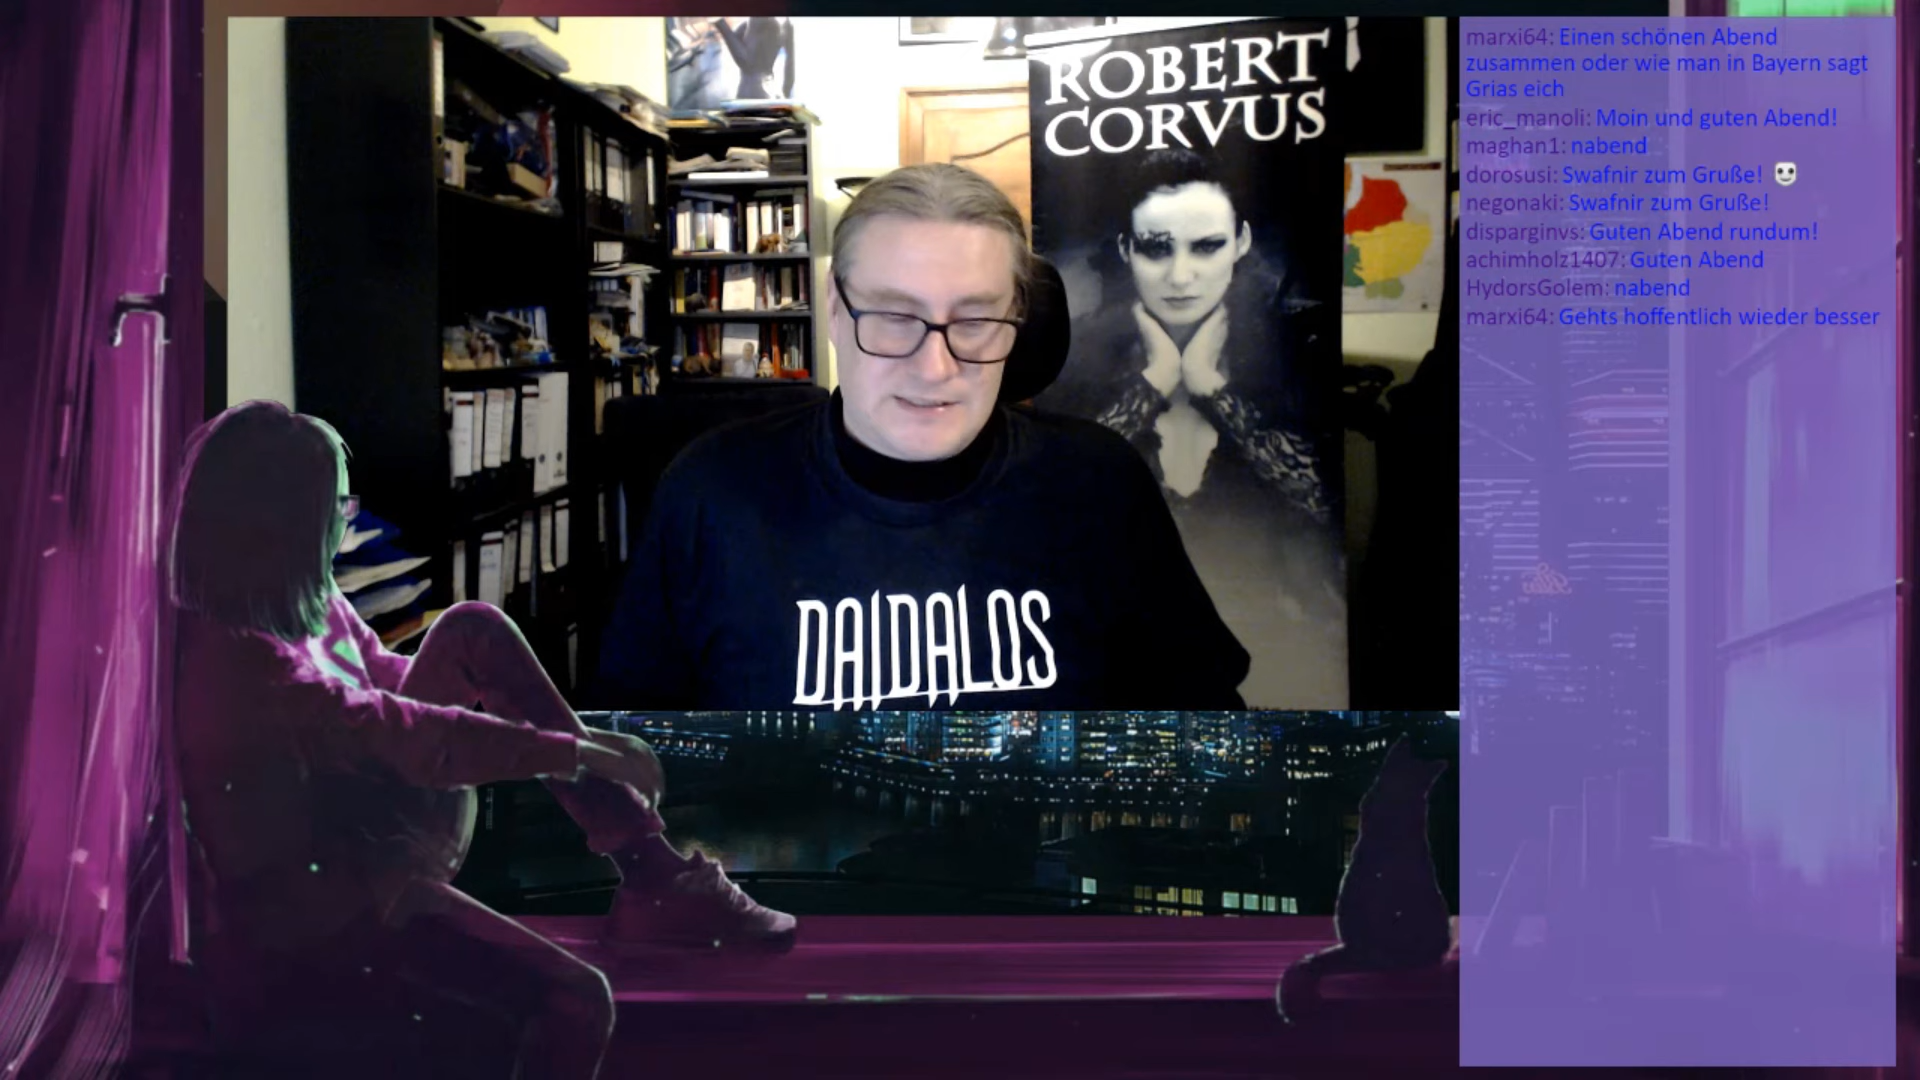 ROBERT
CORVUS
DAIDALOS
marxi64: Einen schönen Abend
zusammen oder wie man in Bayern sagt
Grias eich
eric_manoli: Moin und guten Abend!
maghan1: nabend
dorosusi: Swafnir zum Gruße!
negonaki: Swafnir zum Gruße!
disparginvs: Guten Abend rundum!
achimholz1407: Guten Abend
HydorsGolem: nabend
marxi64: Gehts hoffentlich wieder besser